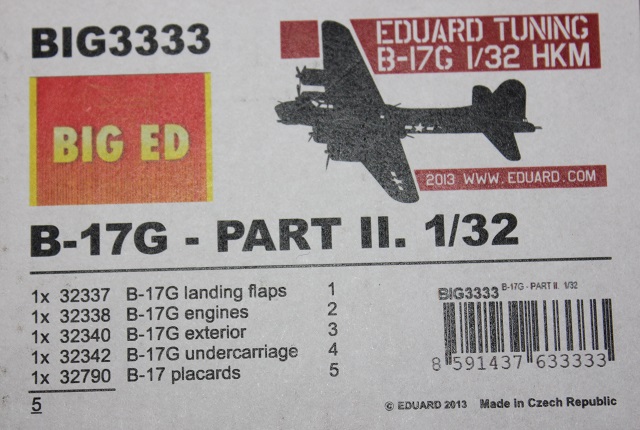 BIG3333
EDUARD TUNING
B-17G 1/32 HKM
BIG ED
2013 WWW.EDUARD.COM
B-17G - PART II. 1/32
1x 32337 B-17G landing flaps 1
1x 32338 B-17G engines 2
1x 32340 B-17G exterior 3
1x 32342 B-17G undercarriage 4
1x 32790 B-17 placards 5
5
BIG3333 B-17G - PART II. 1/32
8 591437 633333
© EDUARD 2013 Made in Czech Republic